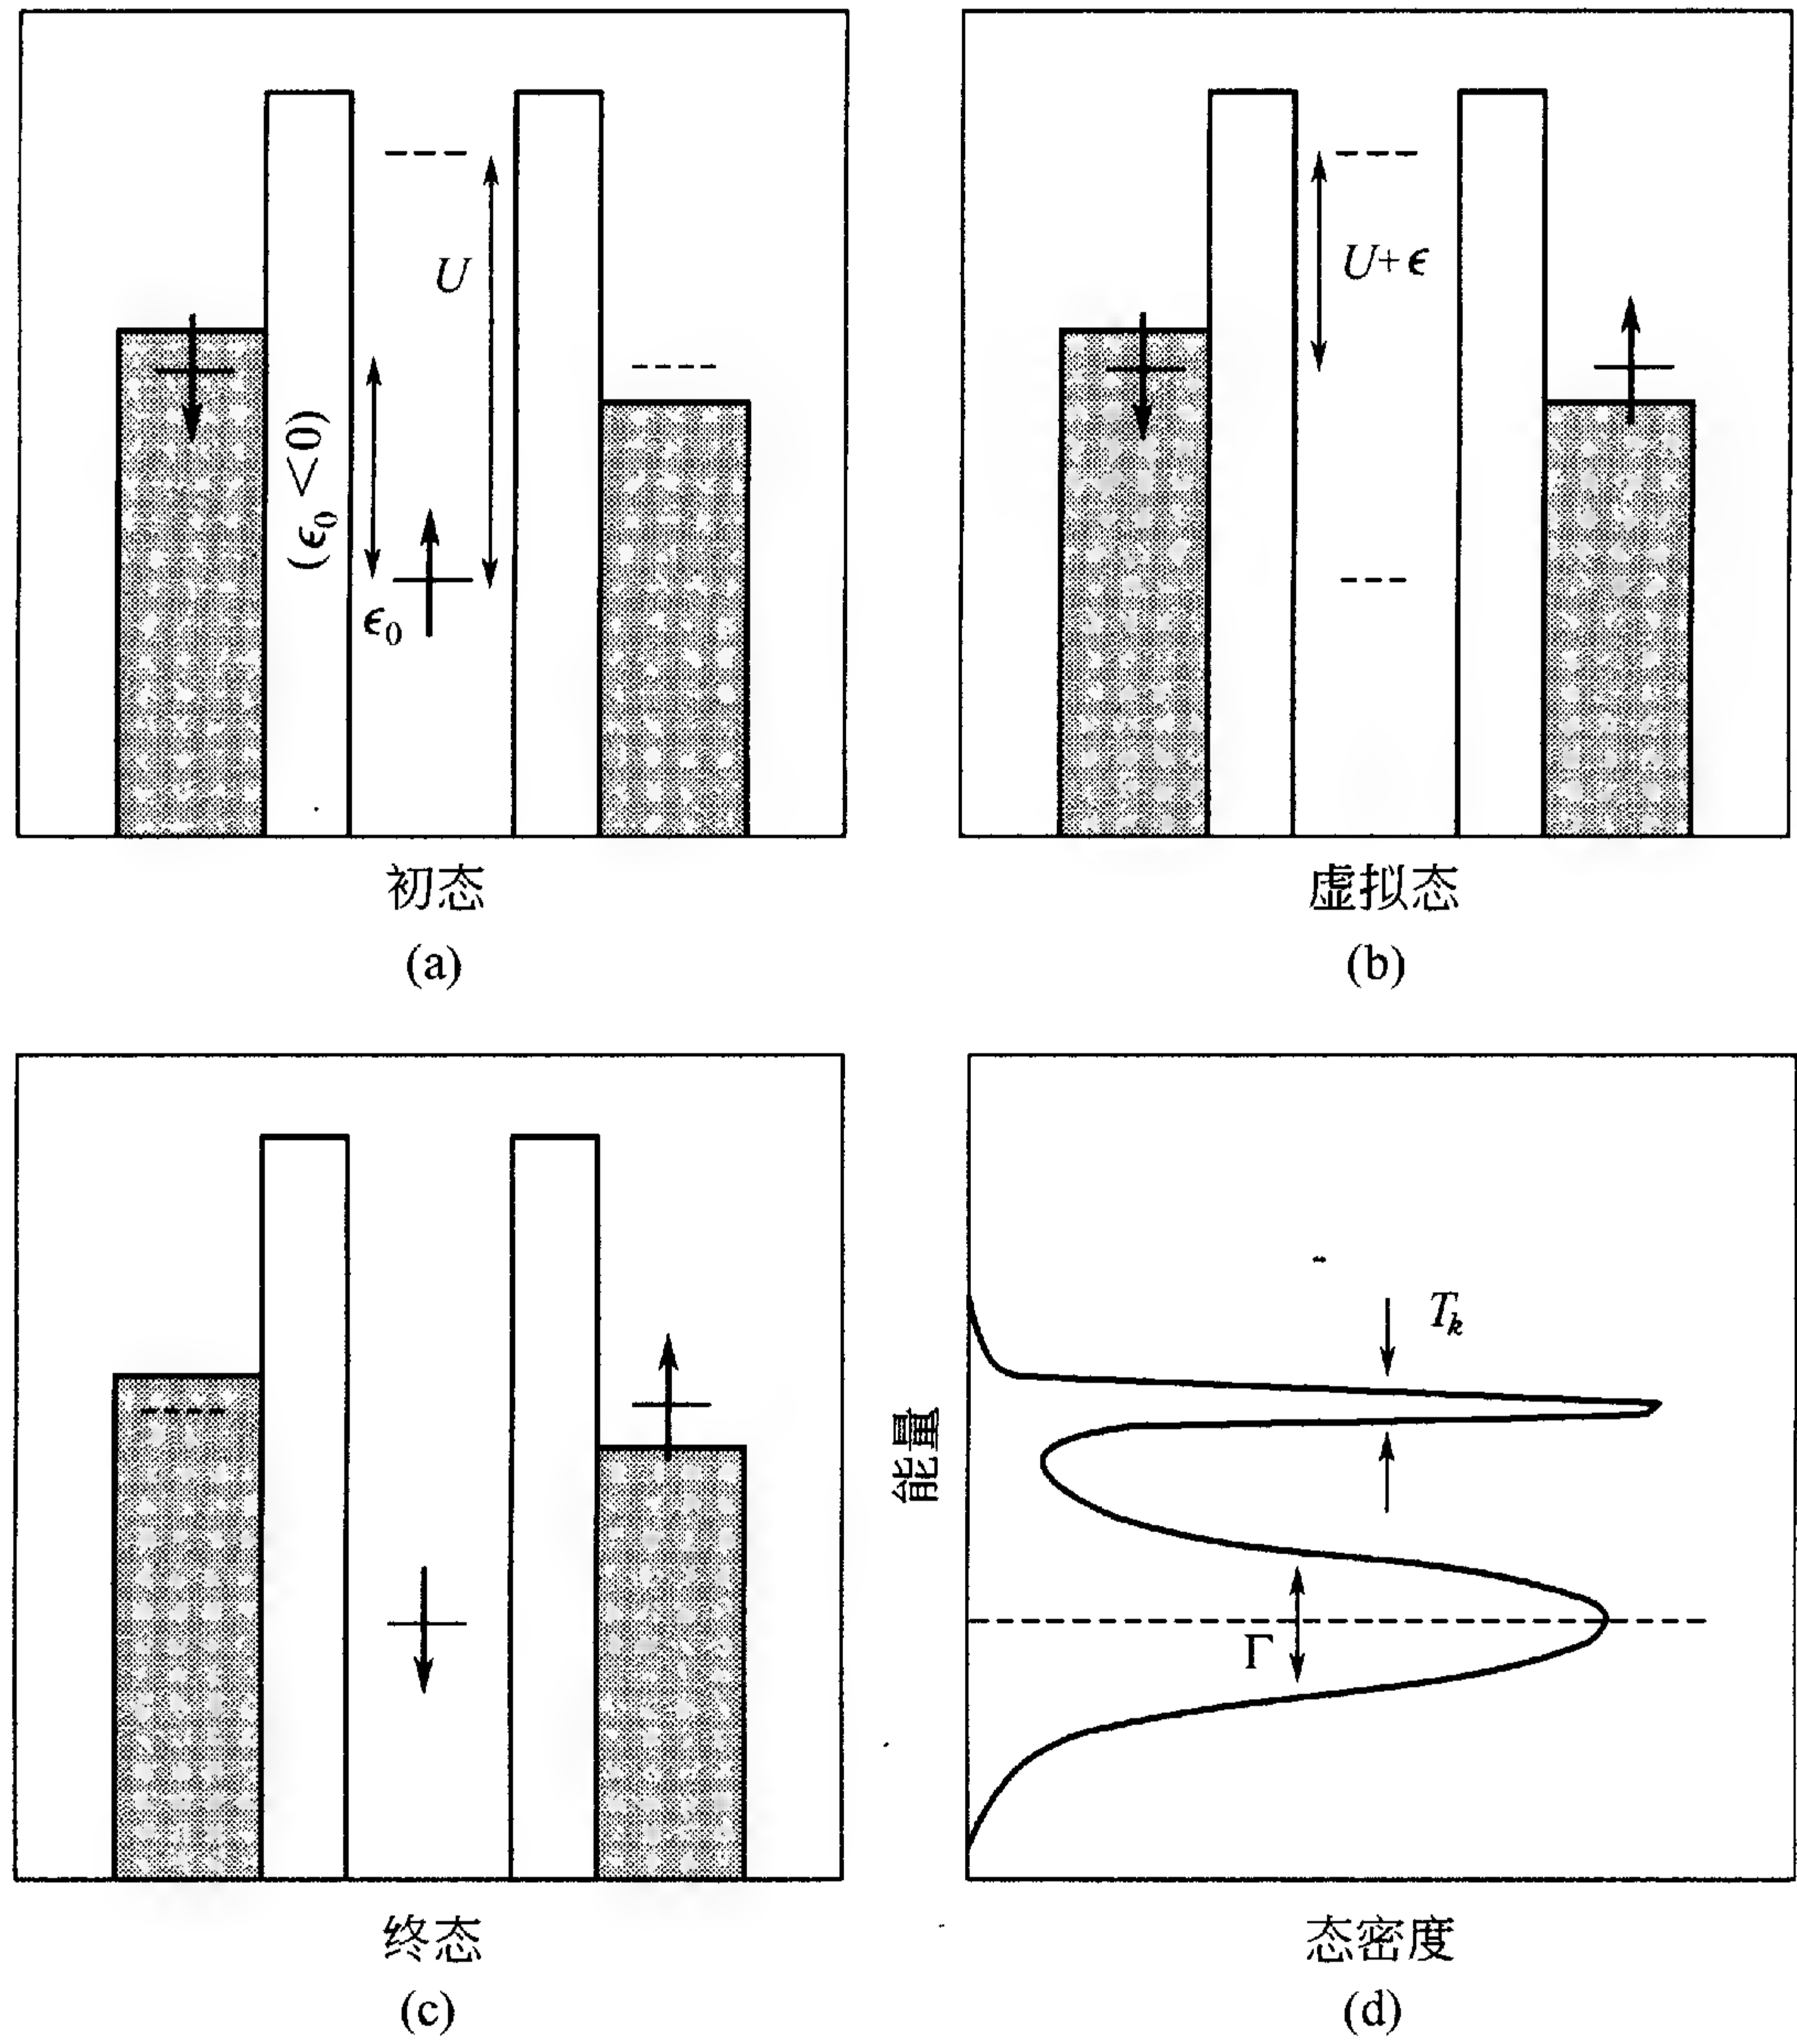 U
(ϵ₀<0)
ϵ₀
初态
(a)
U+ϵ
虚拟态
(b)
终态
(c)
能量
Tₖ
Γ
态密度
(d)